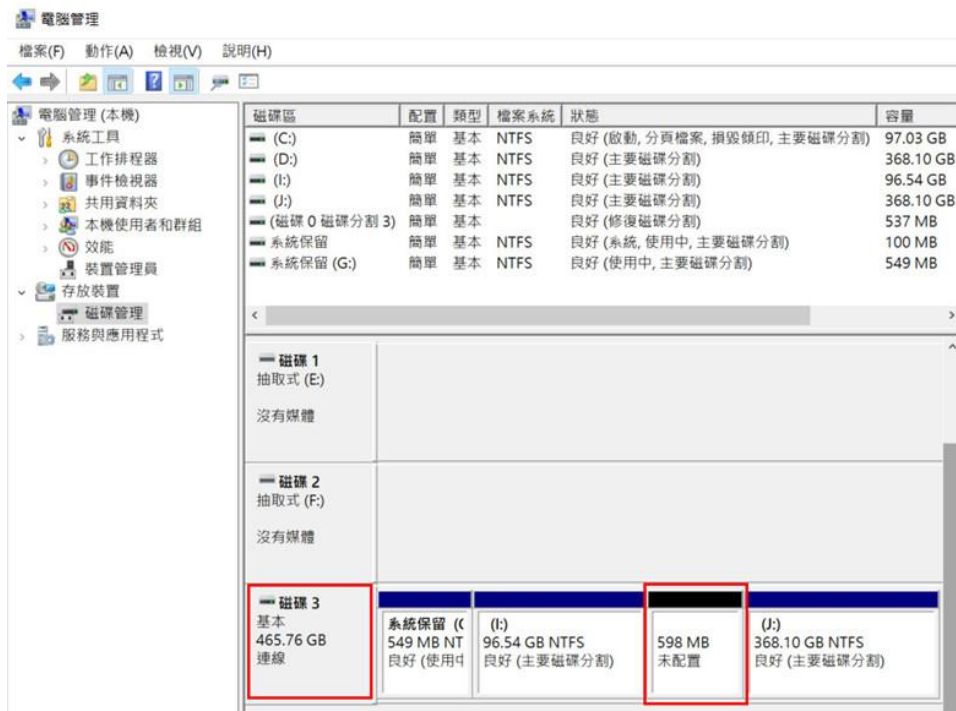 電腦管理
檔案(F) 動作(A) 檢視(V) 說明(H)
電腦管理 (本機)
系統工具
工作排程器
事件檢視器
共用資料夾
本機使用者和群組
效能
裝置管理員
存放裝置
磁碟管理
服務與應用程式
磁碟區 配置 類型 檔案系統 狀態 容量
(C:) 簡單 基本 NTFS 良好 (啟動, 分頁檔案, 損毀傾印, 主要磁碟分割) 97.03 GB
(D:) 簡單 基本 NTFS 良好 (主要磁碟分割) 368.10 GB
(I:) 簡單 基本 NTFS 良好 (主要磁碟分割) 96.54 GB
(J:) 簡單 基本 NTFS 良好 (主要磁碟分割) 368.10 GB
(磁碟 0 磁碟分割 3) 簡單 基本 良好 (修復磁碟分割) 537 MB
系統保留 簡單 基本 NTFS 良好 (系統, 使用中, 主要磁碟分割) 100 MB
系統保留 (G:) 簡單 基本 NTFS 良好 (使用中, 主要磁碟分割) 549 MB
磁碟 1
抽取式 (E:)
沒有媒體
磁碟 2
抽取式 (F:)
沒有媒體
磁碟 3
基本
465.76 GB
連線
系統保留 ((
549 MB NT
良好 (使用中
(I:)
96.54 GB NTFS
良好 (主要磁碟分割)
598 MB
未配置
(J:)
368.10 GB NTFS
良好 (主要磁碟分割)